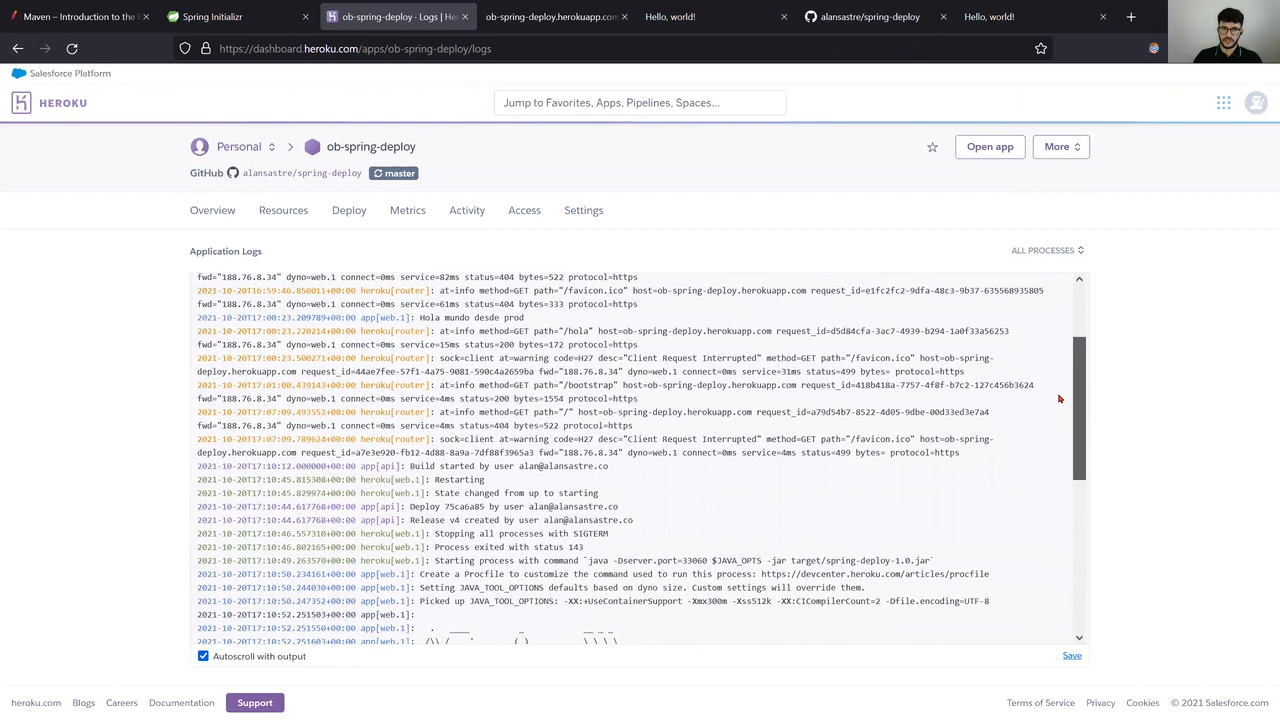 Maven – Introduction to the
Spring Initializr
ob-spring-deploy · Logs | He
ob-spring-deploy.herokuapp.com
Hello, world!
alansastre/spring-deploy
Hello, world!
https://dashboard.heroku.com/apps/ob-spring-deploy/logs
Salesforce Platform
HEROKU
Jump to Favorites, Apps, Pipelines, Spaces...
Personal
ob-spring-deploy
Open app
More
GitHub alansastre/spring-deploy master
Overview
Resources
Deploy
Metrics
Activity
Access
Settings
Application Logs
ALL PROCESSES
fwd="188.76.8.34" dyno=web.1 connect=0ms service=82ms status=404 bytes=522 protocol=https
2021-10-20T16:59:46.850011+00:00 heroku[router]: at=info method=GET path="/favicon.ico" host=ob-spring-deploy.herokuapp.com request_id=e1fc2fc2-9dfa-48c3-9b37-635568935805
fwd="188.76.8.34" dyno=web.1 connect=0ms service=61ms status=404 bytes=333 protocol=https
2021-10-20T17:00:23.209789+00:00 app[web.1]: Hola mundo desde prod
2021-10-20T17:00:23.220214+00:00 heroku[router]: at=info method=GET path="/hola" host=ob-spring-deploy.herokuapp.com request_id=d5d84cfa-3ac7-4939-b294-1a0f33a56253
fwd="188.76.8.34" dyno=web.1 connect=0ms service=15ms status=200 bytes=172 protocol=https
2021-10-20T17:00:23.500271+00:00 heroku[router]: sock=client at=warning code=H27 desc="Client Request Interrupted" method=GET path="/favicon.ico" host=ob-spring-
deploy.herokuapp.com request_id=44ae7fee-57f1-4a75-9081-590c4a2659ba fwd="188.76.8.34" dyno=web.1 connect=0ms service=31ms status=499 bytes= protocol=https
2021-10-20T17:01:00.439143+00:00 heroku[router]: at=info method=GET path="/bootstrap" host=ob-spring-deploy.herokuapp.com request_id=418b418a-7757-4f8f-b7c2-127c456b3624
fwd="188.76.8.34" dyno=web.1 connect=0ms service=4ms status=200 bytes=1554 protocol=https
2021-10-20T17:07:09.493552+00:00 heroku[router]: at=info method=GET path="/" host=ob-spring-deploy.herokuapp.com request_id=a79d54b7-8522-4d05-9dbe-00d33ed3e7a4
fwd="188.76.8.34" dyno=web.1 connect=0ms service=4ms status=404 bytes=522 protocol=https
2021-10-20T17:07:09.789624+00:00 heroku[router]: sock=client at=warning code=H27 desc="Client Request Interrupted" method=GET path="/favicon.ico" host=ob-spring-
deploy.herokuapp.com request_id=a7e3e920-fb12-4d88-8a9a-7df88f3965a3 fwd="188.76.8.34" dyno=web.1 connect=0ms service=4ms status=499 bytes= protocol=https
2021-10-20T17:10:12.000000+00:00 app[api]: Build started by user alan@alansastre.co
2021-10-20T17:10:45.815308+00:00 heroku[web.1]: Restarting
2021-10-20T17:10:45.829974+00:00 heroku[web.1]: State changed from up to starting
2021-10-20T17:10:44.617768+00:00 app[api]: Deploy 75ca6a85 by user alan@alansastre.co
2021-10-20T17:10:44.617768+00:00 app[api]: Release v4 created by user alan@alansastre.co
2021-10-20T17:10:46.557310+00:00 heroku[web.1]: Stopping all processes with SIGTERM
2021-10-20T17:10:46.802165+00:00 heroku[web.1]: Process exited with status 143
2021-10-20T17:10:49.263570+00:00 heroku[web.1]: Starting process with command `java -Dserver.port=33060 $JAVA_OPTS -jar target/spring-deploy-1.0.jar`
2021-10-20T17:10:50.234161+00:00 app[web.1]: Create a Procfile to customize the command used to run this process: https://devcenter.heroku.com/articles/procfile
2021-10-20T17:10:50.244030+00:00 app[web.1]: Setting JAVA_TOOL_OPTIONS defaults based on dyno size. Custom settings will override them.
2021-10-20T17:10:50.247352+00:00 app[web.1]: Picked up JAVA_TOOL_OPTIONS: -XX:+UseContainerSupport -Xmx300m -Xss512k -XX:CICompilerCount=2 -Dfile.encoding=UTF-8
2021-10-20T17:10:52.251503+00:00 app[web.1]:
2021-10-20T17:10:52.251550+00:00 app[web.1]:   .   ____          _            __ _ _
2021-10-20T17:10:52.251603+00:00 app[web.1]:  /\\ / ___'_ __ _ _(_)_ __  __ _ \ \ \ \
Autoscroll with output
Save
heroku.com
Blogs
Careers
Documentation
Support
Terms of Service
Privacy
Cookies
© 2021 Salesforce.com